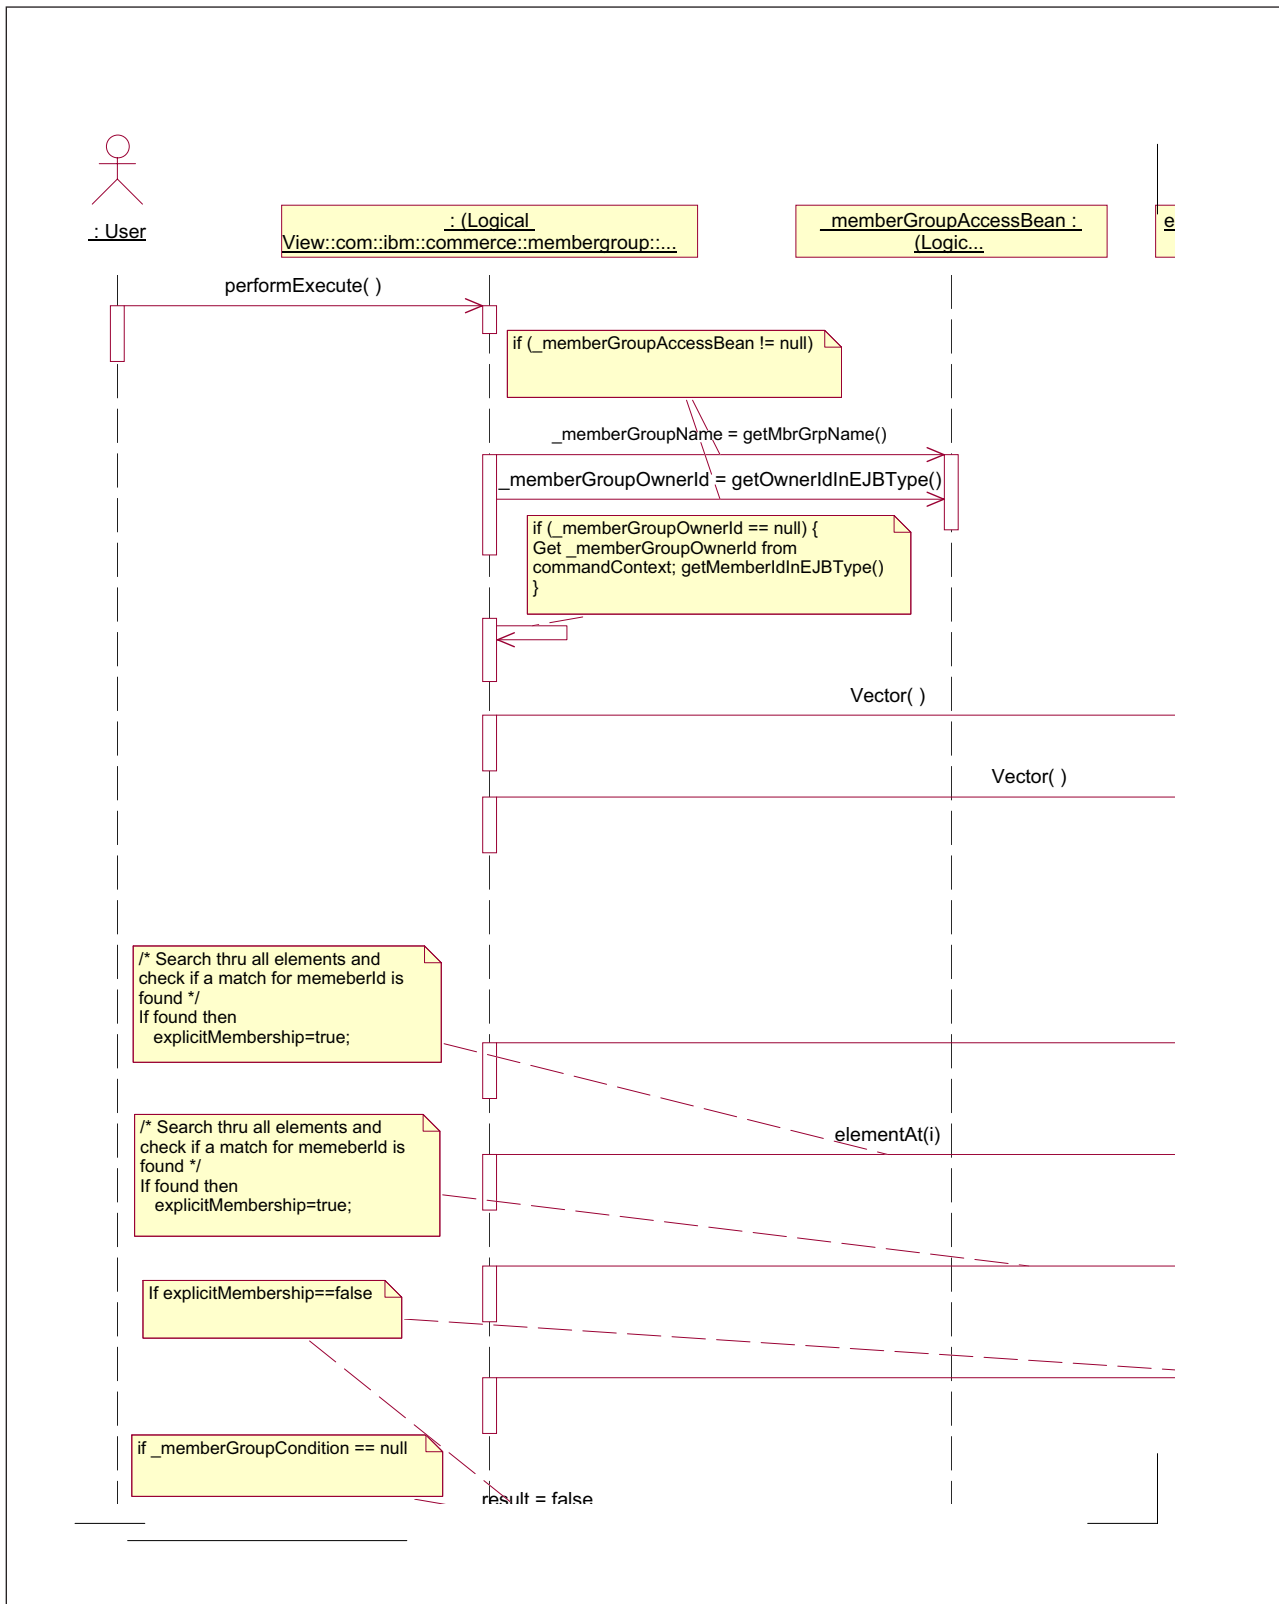 : User
: (Logical
View::com::ibm::commerce::membergroup::...
_memberGroupAccessBean :
(Logic...
e
performExecute( )
if (_memberGroupAccessBean != null)
_memberGroupName = getMbrGrpName()
_memberGroupOwnerId = getOwnerIdInEJBType()
if (_memberGroupOwnerId == null) {
Get _memberGroupOwnerId from
commandContext; getMemberIdInEJBType()
}
Vector( )
Vector( )
/* Search thru all elements and
check if a match for memeberId is
found */
If found then
explicitMembership=true;
/* Search thru all elements and
check if a match for memeberId is
found */
If found then
explicitMembership=true;
elementAt(i)
If explicitMembership==false
if _memberGroupCondition == null
result = false